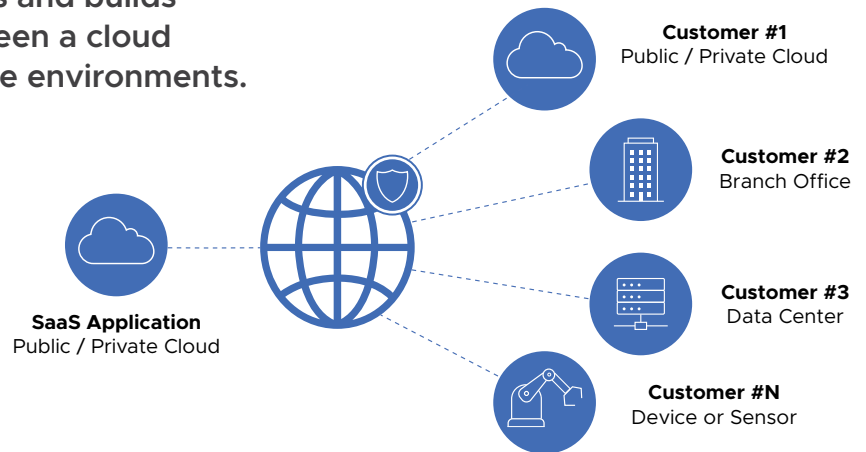 s and builds
een a cloud
e environments.
Customer #1
Public / Private Cloud
Customer #2
Branch Office
SaaS Application
Public / Private Cloud
Customer #3
Data Center
Customer #N
Device or Sensor